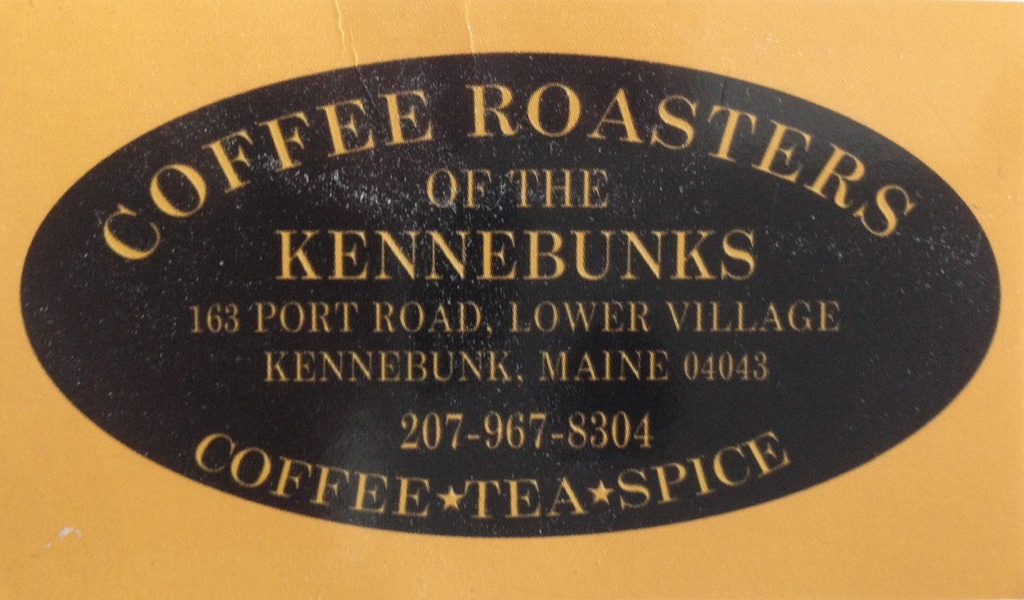 COFFEE ROASTERS
OF THE
KENNEBUNKS
163 PORT ROAD, LOWER VILLAGE
KENNEBUNK, MAINE 04043
207-967-8304
COFFEE★TEA★SPICE